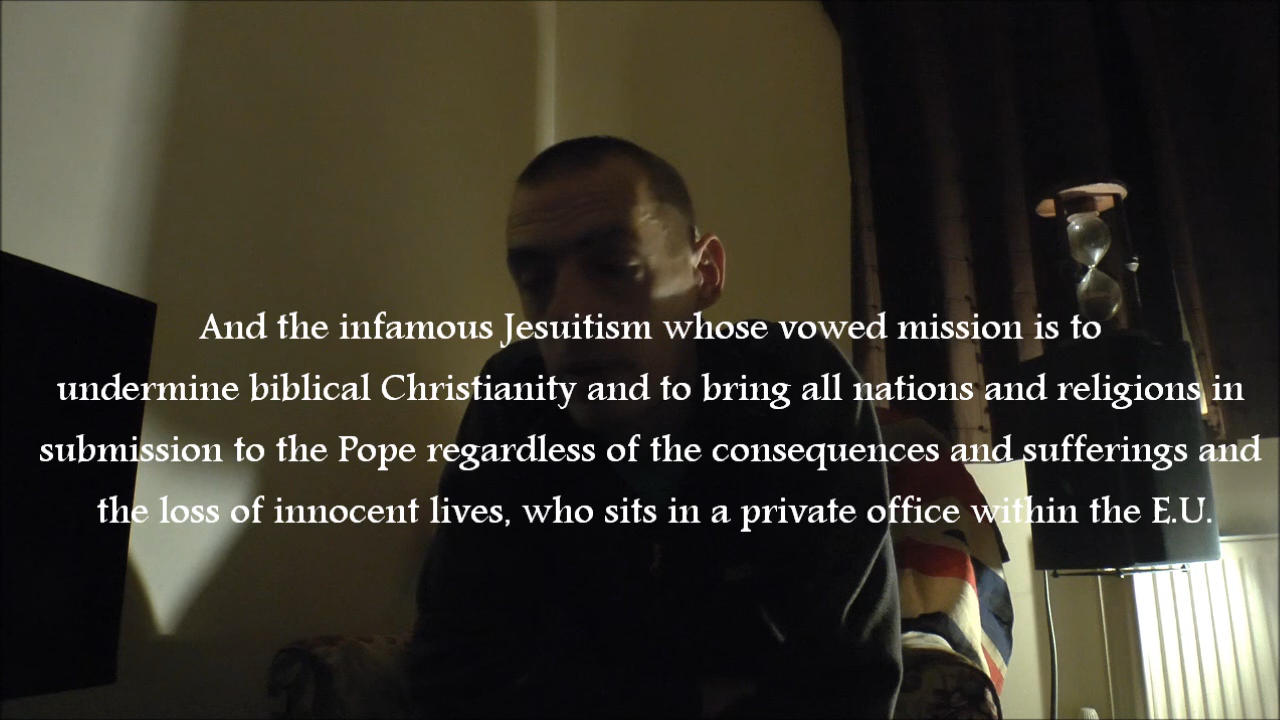 And the infamous Jesuitism whose vowed mission is to
undermine biblical Christianity and to bring all nations and religions in
submission to the Pope regardless of the consequences and sufferings and
the loss of innocent lives, who sits in a private office within the E.U.